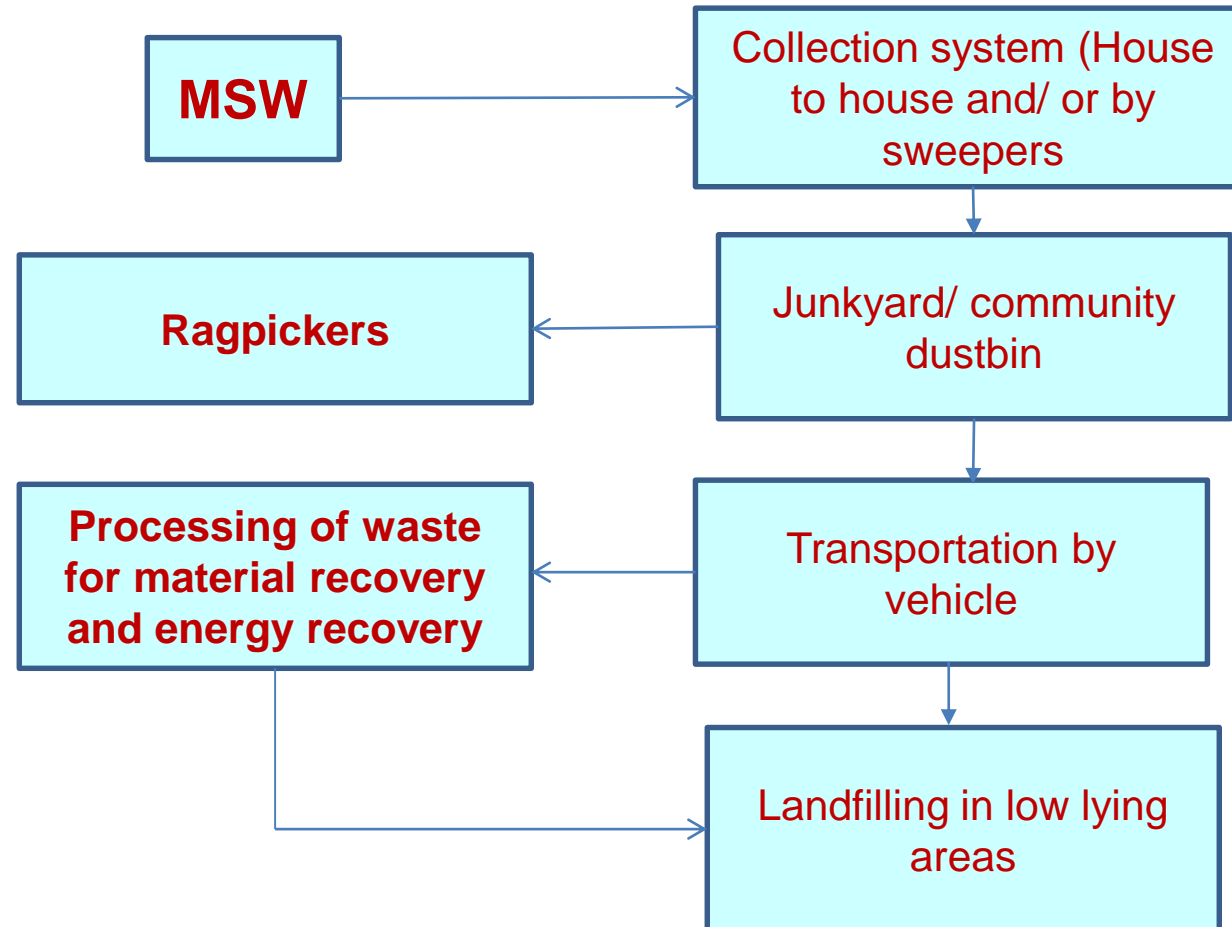 MSW
Collection system (House
to house and/ or by
sweepers
Ragpickers
Junkyard/ community
dustbin
Processing of waste
for material recovery
and energy recovery
Transportation by
vehicle
Landfilling in low lying
areas